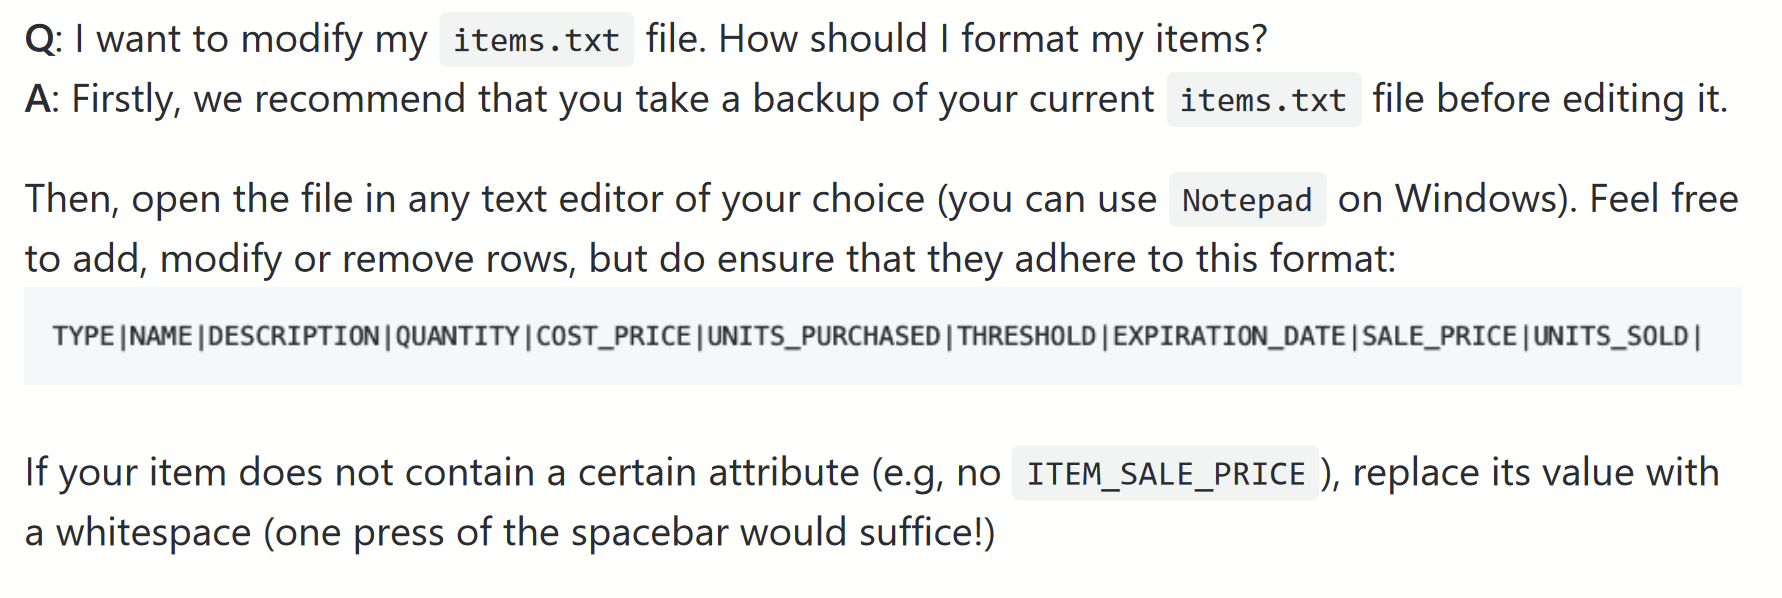 Q: I want to modify my items.txt file. How should I format my items?
A: Firstly, we recommend that you take a backup of your current items.txt file before editing it.
Then, open the file in any text editor of your choice (you can use Notepad on Windows). Feel free
to add, modify or remove rows, but do ensure that they adhere to this format:
TYPE|NAME|DESCRIPTION|QUANTITY|COST_PRICE|UNITS_PURCHASED|THRESHOLD|EXPIRATION_DATE|SALE_PRICE|UNITS_SOLD|
If your item does not contain a certain attribute (e.g, no ITEM_SALE_PRICE), replace its value with
a whitespace (one press of the spacebar would suffice!)